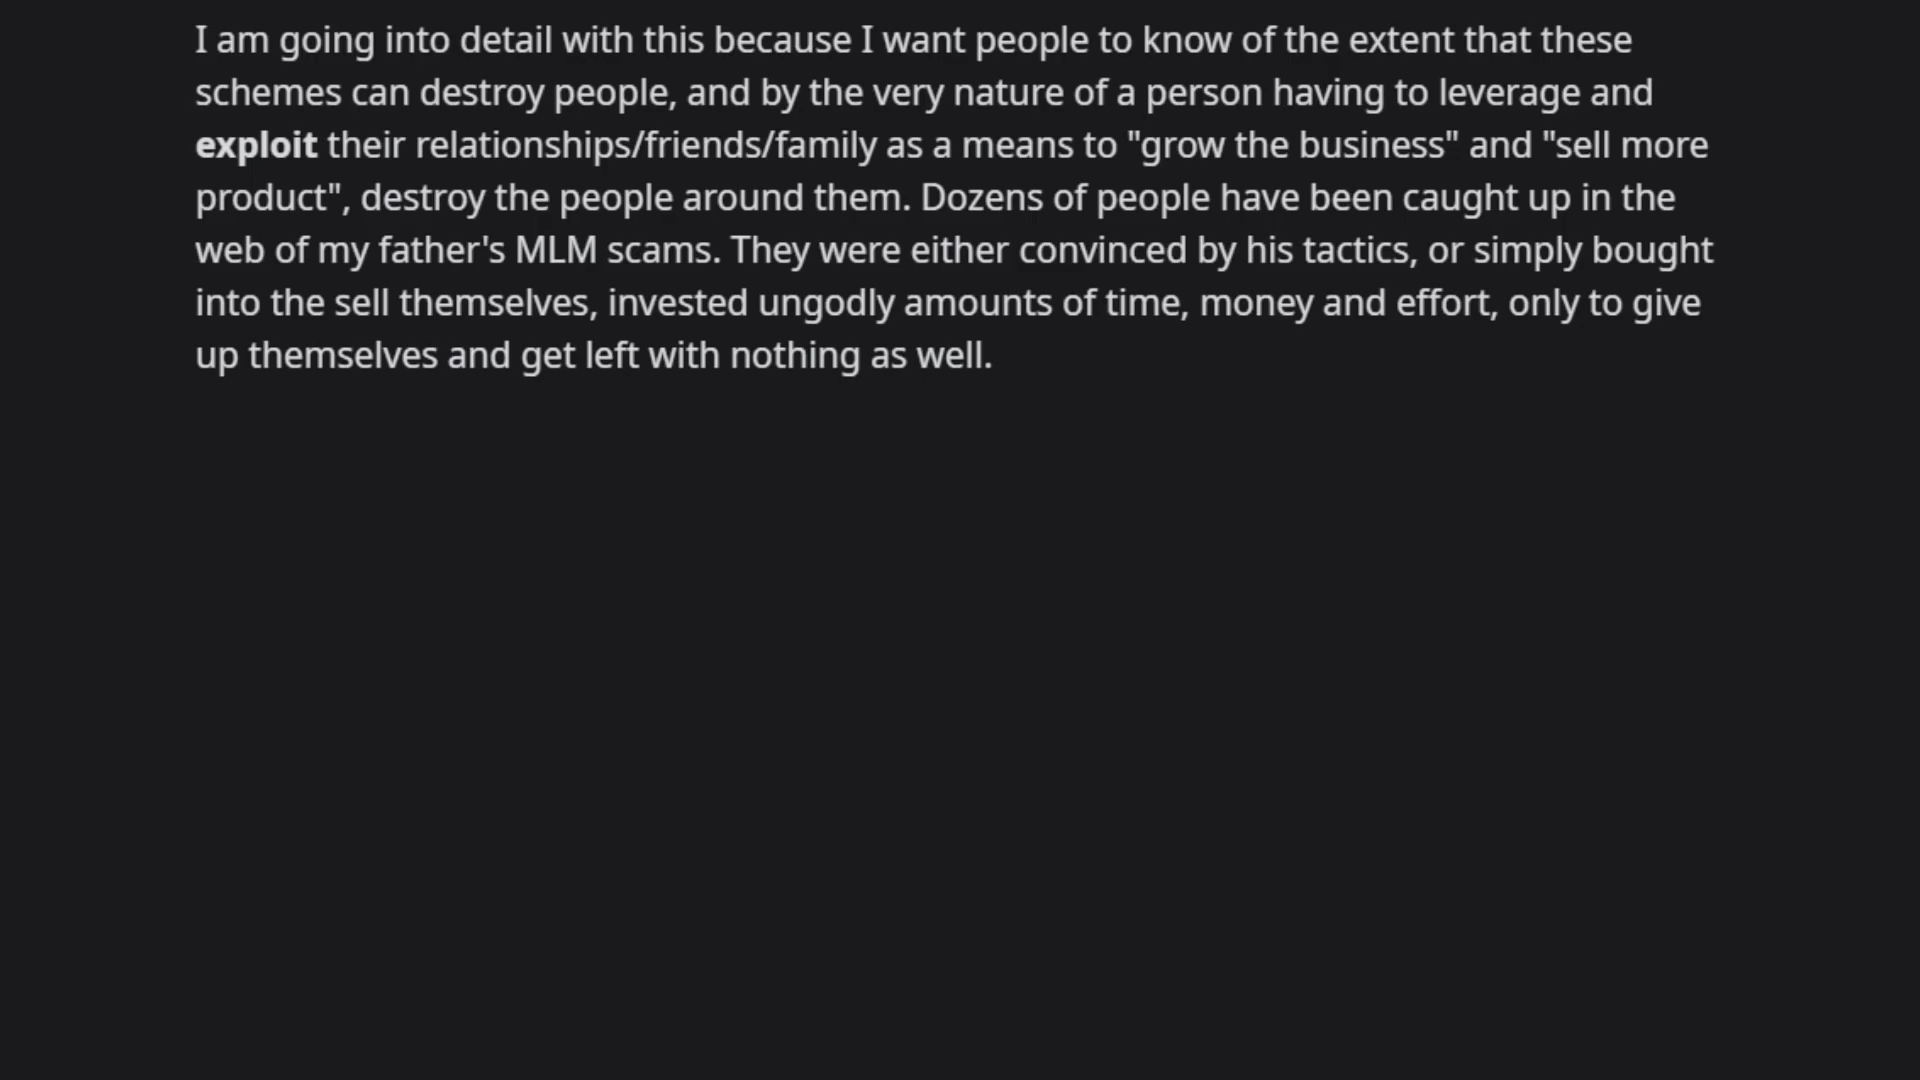 I am going into detail with this because I want people to know of the extent that these
schemes can destroy people, and by the very nature of a person having to leverage and
exploit their relationships/friends/family as a means to "grow the business" and "sell more
product", destroy the people around them. Dozens of people have been caught up in the
web of my father's MLM scams. They were either convinced by his tactics, or simply bought
into the sell themselves, invested ungodly amounts of time, money and effort, only to give
up themselves and get left with nothing as well.